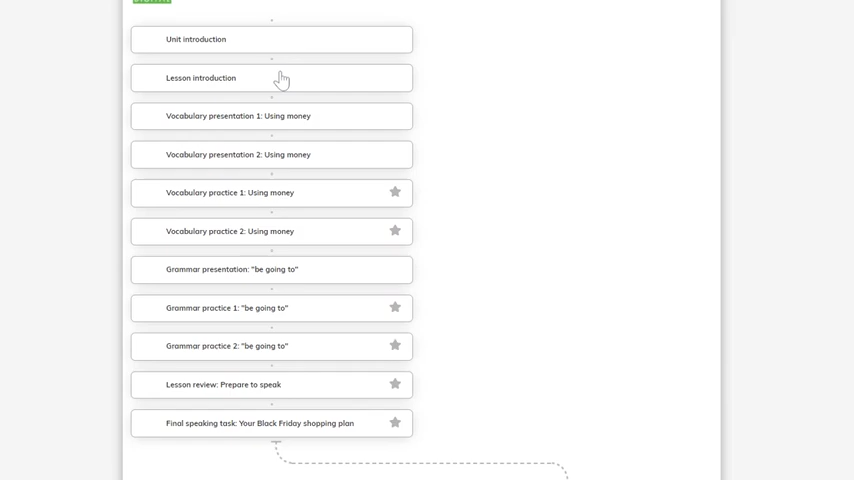 Unit introduction
Lesson introduction
Vocabulary presentation 1: Using money
Vocabulary presentation 2: Using money
Vocabulary practice 1: Using money
Vocabulary practice 2: Using money
Grammar presentation: "be going to"
Grammar practice 1: "be going to"
Grammar practice 2: "be going to"
Lesson review: Prepare to speak
Final speaking task: Your Black Friday shopping plan